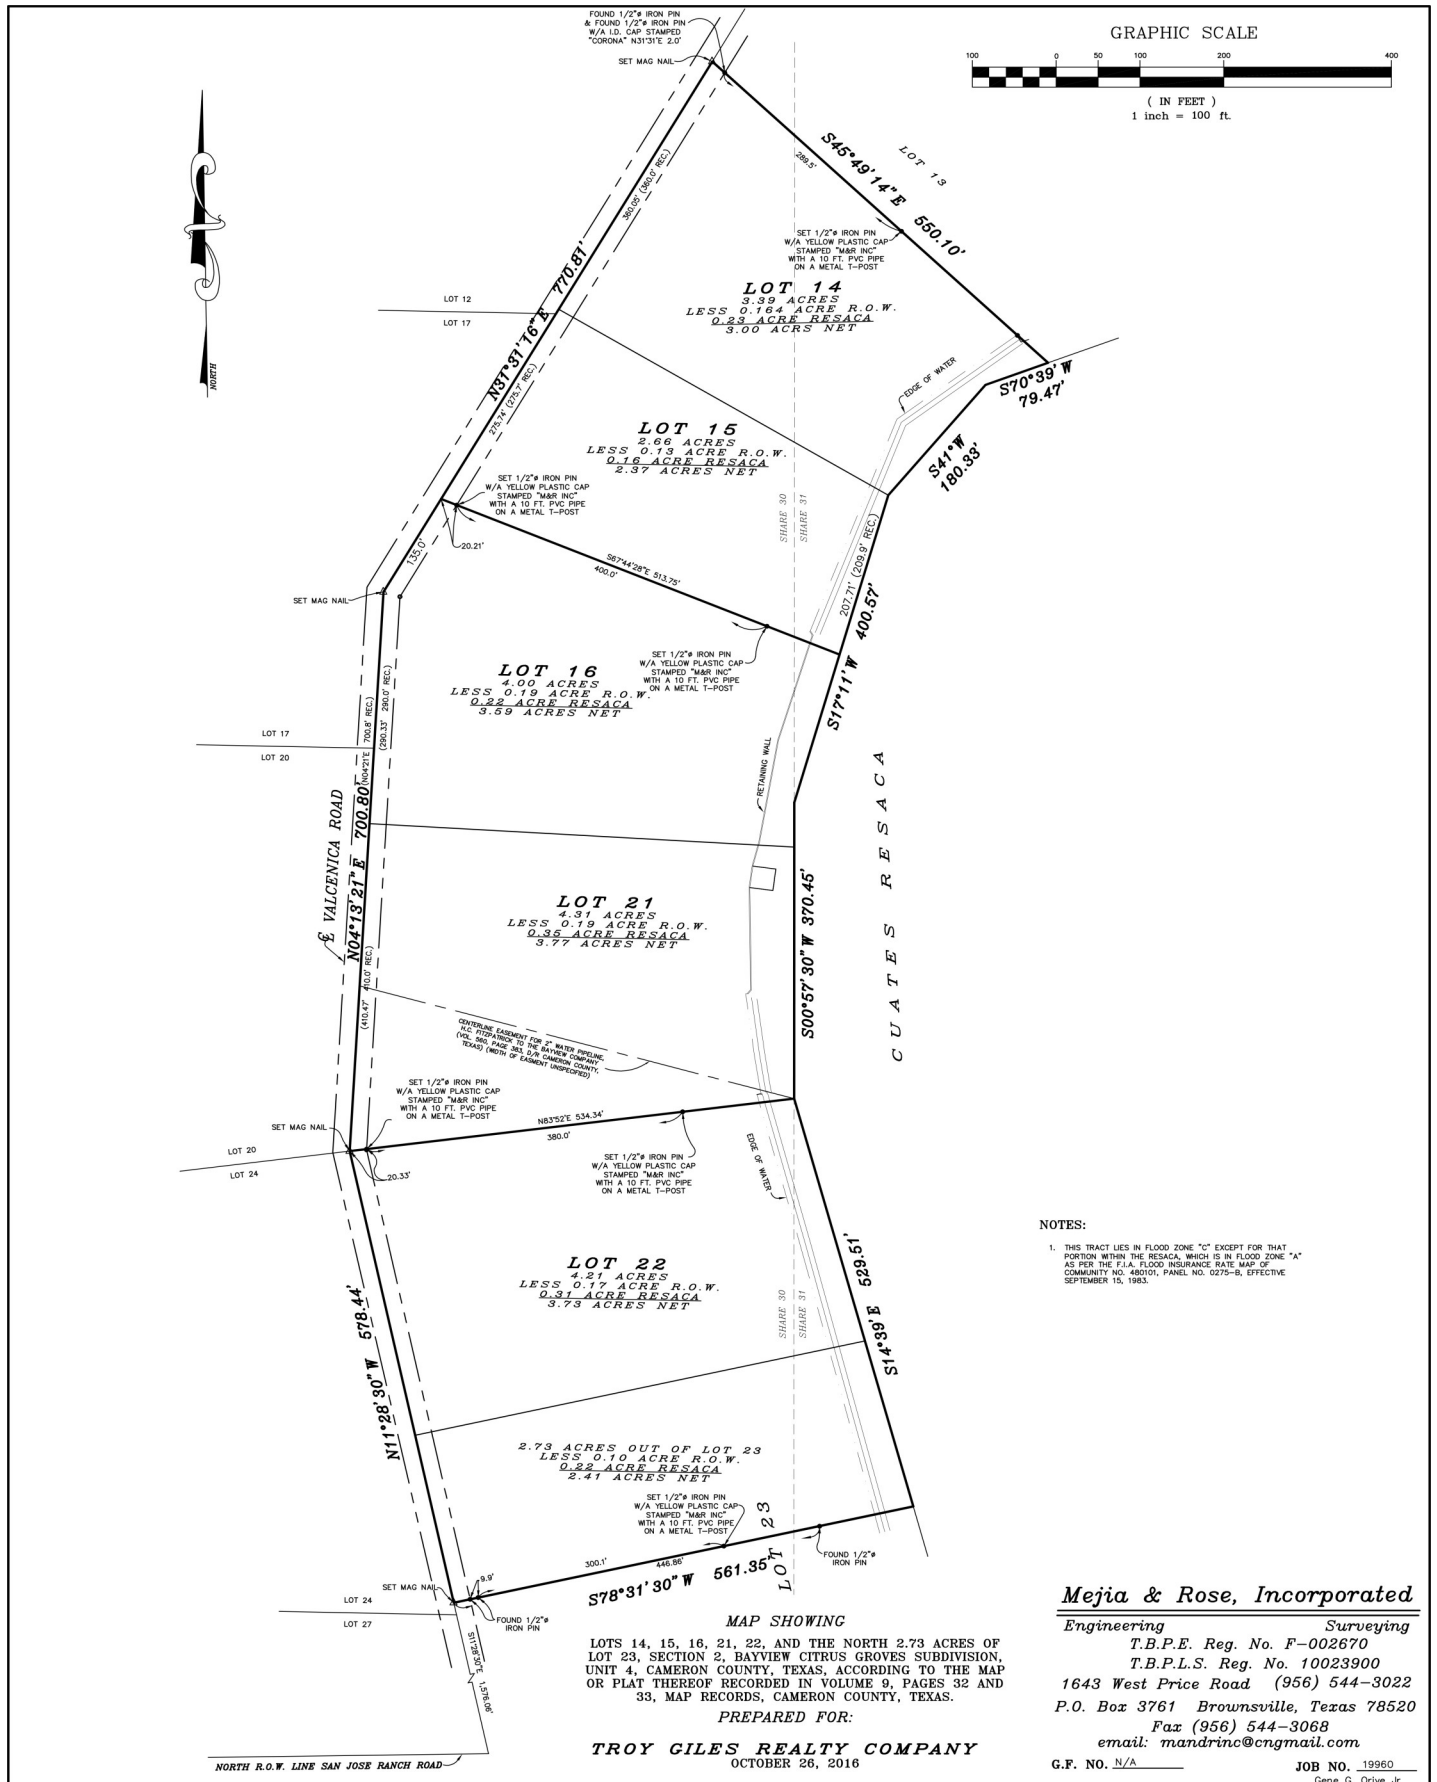 FOUND 1/2"ø IRON PIN
& FOUND 1/2"ø IRON PIN
W/A I.D. CAP STAMPED
"CORONA" N31°31'E 2.0'
SET MAG NAIL
GRAPHIC SCALE
100 0 50 100 200 400
( IN FEET )
1 inch = 100 ft.
NORTH
S45°49'14"E 550.10'
289.5'
LOT 13
360.05' (360.0' REC.)
SET 1/2"ø IRON PIN
W/A YELLOW PLASTIC CAP
STAMPED "M&R INC"
WITH A 10 FT. PVC PIPE
ON A METAL T-POST
LOT 14
3.39 ACRES
LESS 0.164 ACRE R.O.W.
0.23 ACRE RESACA
3.00 ACRS NET
LOT 12
LOT 17
N31°31'16"E 770.81'
275.74' (275.7' REC.)
EDGE OF WATER
S70°39'W
79.47'
S41°W
180.33'
LOT 15
2.66 ACRES
LESS 0.13 ACRE R.O.W.
0.16 ACRE RESACA
2.37 ACRES NET
SET 1/2"ø IRON PIN
W/A YELLOW PLASTIC CAP
STAMPED "M&R INC"
WITH A 10 FT. PVC PIPE
ON A METAL T-POST
SHARE 30
SHARE 31
20.21'
135.0'
S67°44'28"E 513.75'
400.0'
207.71' (209.9' REC.)
S17°11'W 400.57'
SET MAG NAIL
SET 1/2"ø IRON PIN
W/A YELLOW PLASTIC CAP
STAMPED "M&R INC"
WITH A 10 FT. PVC PIPE
ON A METAL T-POST
LOT 16
4.00 ACRES
LESS 0.19 ACRE R.O.W.
0.22 ACRE RESACA
3.59 ACRES NET
LOT 17
LOT 20
(N04°21'E 700.8' REC.)
(290.33' 290.0' REC.)
RETAINING WALL
N04°13'21"E 700.80'
℄ VALCENICA ROAD
CUATES RESACA
S00°57'30"W 370.45'
LOT 21
4.31 ACRES
LESS 0.19 ACRE R.O.W.
0.35 ACRE RESACA
3.77 ACRES NET
(410.47' 410.0' REC.)
CENTERLINE EASEMENT FOR 2" WATER PIPELINE,
H.C. FITZPATRICK TO THE BAYVIEW COMPANY
(VOL. 560, PAGE 383, D/R CAMERON COUNTY,
TEXAS) (WIDTH OF EASMENT UNSPECIFIED)
SET 1/2"ø IRON PIN
W/A YELLOW PLASTIC CAP
STAMPED "M&R INC"
WITH A 10 FT. PVC PIPE
ON A METAL T-POST
SET MAG NAIL
N83°52'E 534.34'
380.0'
LOT 20
LOT 24
20.33'
SET 1/2"ø IRON PIN
W/A YELLOW PLASTIC CAP
STAMPED "M&R INC"
WITH A 10 FT. PVC PIPE
ON A METAL T-POST
EDGE OF WATER
NOTES:
1. THIS TRACT LIES IN FLOOD ZONE "C" EXCEPT FOR THAT
PORTION WITHIN THE RESACA, WHICH IS IN FLOOD ZONE "A"
AS PER THE F.I.A. FLOOD INSURANCE RATE MAP OF
COMMUNITY NO. 480101, PANEL NO. 0275-B, EFFECTIVE
SEPTEMBER 15, 1983.
LOT 22
4.21 ACRES
LESS 0.17 ACRE R.O.W.
0.31 ACRE RESACA
3.73 ACRES NET
SHARE 30
SHARE 31
S14°39'E 529.51'
N11°28'30"W 578.44'
2.73 ACRES OUT OF LOT 23
LESS 0.10 ACRE R.O.W.
0.22 ACRE RESACA
2.41 ACRES NET
SET 1/2"ø IRON PIN
W/A YELLOW PLASTIC CAP
STAMPED "M&R INC"
WITH A 10 FT. PVC PIPE
ON A METAL T-POST
LOT 23
FOUND 1/2"ø
IRON PIN
300.1'
446.86'
9.9'
S78°31'30"W 561.35'
SET MAG NAIL
LOT 24
LOT 27
FOUND 1/2"ø
IRON PIN
S11°28'30"E 1,576.06'
NORTH R.O.W. LINE SAN JOSE RANCH ROAD
MAP SHOWING
LOTS 14, 15, 16, 21, 22, AND THE NORTH 2.73 ACRES OF
LOT 23, SECTION 2, BAYVIEW CITRUS GROVES SUBDIVISION,
UNIT 4, CAMERON COUNTY, TEXAS, ACCORDING TO THE MAP
OR PLAT THEREOF RECORDED IN VOLUME 9, PAGES 32 AND
33, MAP RECORDS, CAMERON COUNTY, TEXAS.
PREPARED FOR:
TROY GILES REALTY COMPANY
OCTOBER 26, 2016
Mejia & Rose, Incorporated
Engineering Surveying
T.B.P.E. Reg. No. F-002670
T.B.P.L.S. Reg. No. 10023900
1643 West Price Road (956) 544-3022
P.O. Box 3761 Brownsville, Texas 78520
Fax (956) 544-3068
email: mandrinc@cngmail.com
G.F. NO. N/A JOB NO. 19960
Gene G. Orive Jr.